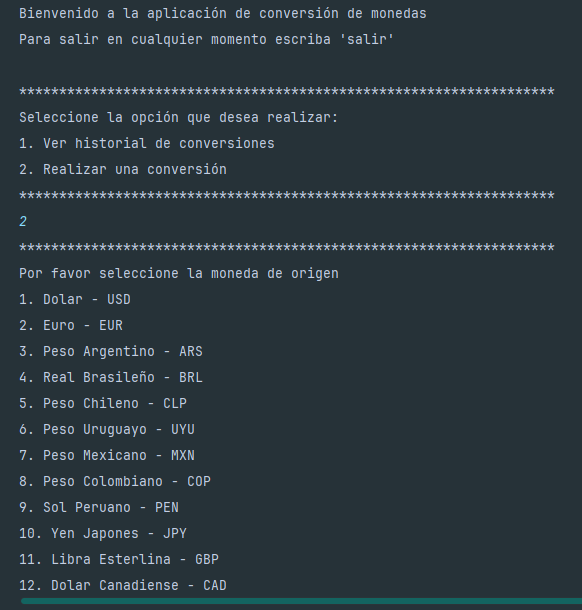 Bienvenido a la aplicación de conversión de monedas
Para salir en cualquier momento escriba 'salir'
*******************************************************************
Seleccione la opción que desea realizar:
1. Ver historial de conversiones
2. Realizar una conversión
*******************************************************************
2
*******************************************************************
Por favor seleccione la moneda de origen
1. Dolar - USD
2. Euro - EUR
3. Peso Argentino - ARS
4. Real Brasileño - BRL
5. Peso Chileno - CLP
6. Peso Uruguayo - UYU
7. Peso Mexicano - MXN
8. Peso Colombiano - COP
9. Sol Peruano - PEN
10. Yen Japones - JPY
11. Libra Esterlina - GBP
12. Dolar Canadiense - CAD